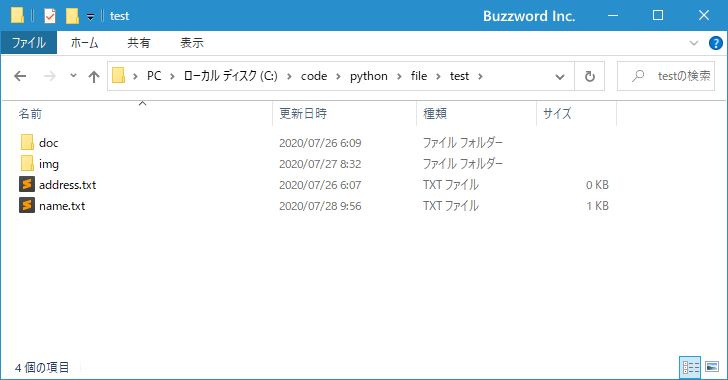 test Buzzword Inc.
ファイル ホーム 共有 表示
PC ローカル ディスク (C:) code python file test testの検索
名前 更新日時 種類 サイズ
doc 2020/07/26 6:09 ファイル フォルダー
img 2020/07/27 8:32 ファイル フォルダー
address.txt 2020/07/26 6:07 TXT ファイル 0 KB
name.txt 2020/07/28 9:56 TXT ファイル 1 KB
4 個の項目